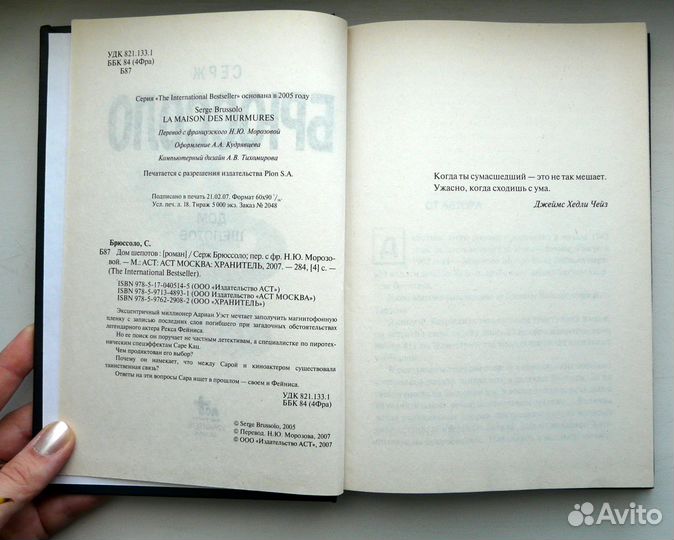 УДК 821.133.1
ББК 84 (4Фра)
Б87
Серия «The International Bestseller» основана в 2005 году
Serge Brussolo
LA MAISON DES MURMURES
Перевод с французского Н.Ю. Морозовой
Оформление А.А. Кудрявцева
Компьютерный дизайн А.В. Тихомирова
Печатается с разрешения издательства Plon S.A.
Подписано в печать 21.02.07. Формат 60х90
Усл. печ. л. 18. Тираж 5 000 экз. Заказ № 2048
Брюссоло, С.
Б87 Дом шепотов : [роман] / Серж Брюссоло; пер. с фр. Н.Ю. Морозо-
вой. — М.: АСТ: АСТ МОСКВА: ХРАНИТЕЛЬ, 2007. — 284, [4] с. —
(The International Bestseller).
ISBN 978-5-17-040514-5 (ООО «Издательство АСТ»)
ISBN 978-5-9713-4893-1 (ООО Издательство «АСТ МОСКВА»)
ISBN 978-5-9762-2908-2 (ООО «ХРАНИТЕЛЬ»)
Эксцентричный миллионер Адриан Уэст мечтает заполучить магнитофонную
пленку с записью последних слов погибшего при загадочных обстоятельствах
легендарного актера Рекса Фейниса.
Но ее поиск он поручает не частным детективам, а специалистке по пиротех-
ническим спецэффектам Саре Кац.
Чем продиктован его выбор?
Почему он намекает, что между Сарой и киноактером существовала
таинственная связь?
Ответы на эти вопросы Сара ищет в прошлом — своем и Фейниса.
УДК 821.133.1
ББК 84 (4Фра)
© Serge Brussolo, 2005
© Перевод. Н.Ю. Морозова, 2007
© ООО «Издательство АСТ», 2007
Когда ты сумасшедший — это не так мешает.
Ужасно, когда сходишь с ума.
Джеймс Хедли Чейз
Avito